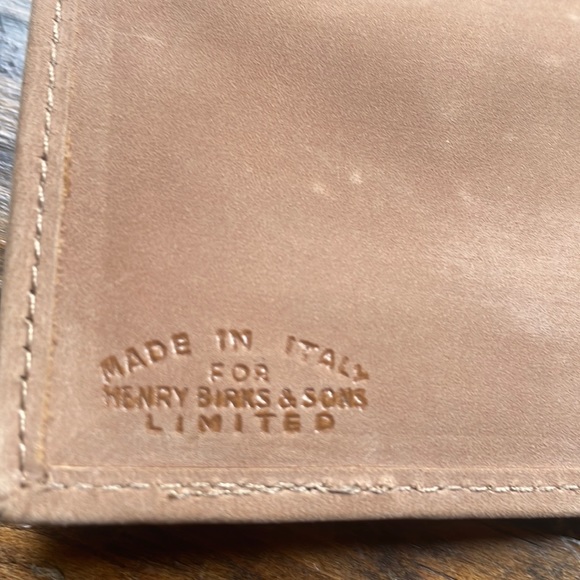 MADE IN ITALY
FOR
HENRY BIRKS & SONS
LIMITED